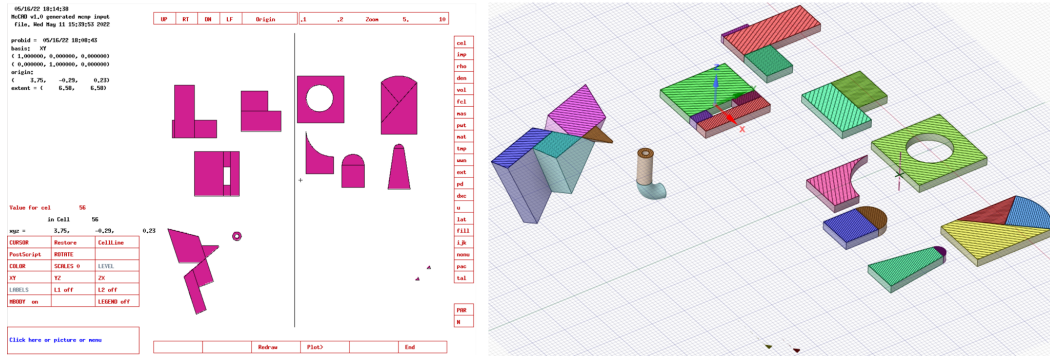 05/16/22 18:14:38
McCAD v1.0 generated mcnp input
file, Wed May 11 15:39:53 2022
probid = 05/16/22 18:08:43
basis: XY
( 1.000000, 0.000000, 0.000000)
( 0.000000, 1.000000, 0.000000)
origin:
( 3.75, -0.29, 0.23)
extent = ( 6.58, 6.58)
UP RT DN LF Origin .1 .2 Zoom 5. 10
cel
imp
rho
den
vol
fcl
mas
pwt
mat
tmp
wwn
ext
pd
dxc
u
lat
fill
ijk
nonu
pac
tal
PAR
N
Value for cel 56
in Cell 56
xyz = 3.75, -0.29, 0.23
CURSOR Restore CellLine
PostScript ROTATE
COLOR SCALES 0 LEVEL
XY YZ ZX
LABELS L1 off L2 off
MBODY on LEGEND off
Click here or picture or menu
Redraw Plot> End
Z
X